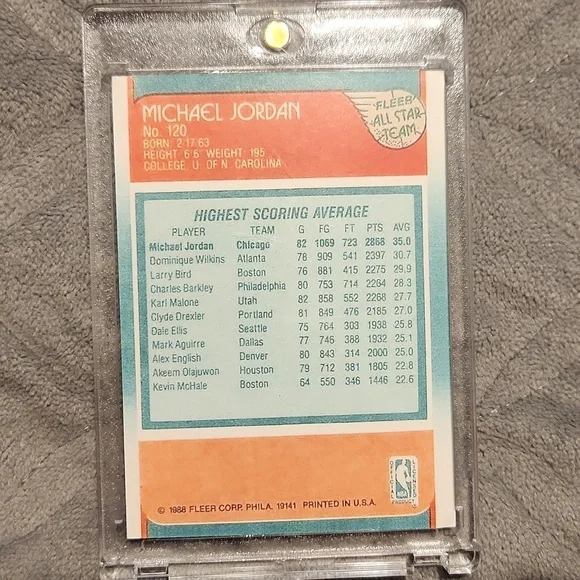 MICHAEL JORDAN
No. 120
BORN: 2·17·63
HEIGHT: 6'6" WEIGHT: 195
COLLEGE: U. OF N. CAROLINA
FLEER
ALL STAR
TEAM
HIGHEST SCORING AVERAGE
PLAYER TEAM G FG FT PTS AVG
Michael Jordan Chicago 82 1069 723 2868 35.0
Dominique Wilkins Atlanta 78 909 541 2397 30.7
Larry Bird Boston 76 881 415 2275 29.9
Charles Barkley Philadelphia 80 753 714 2264 28.3
Karl Malone Utah 82 858 552 2268 27.7
Clyde Drexler Portland 81 849 476 2185 27.0
Dale Ellis Seattle 75 764 303 1938 25.8
Mark Aguirre Dallas 77 746 388 1932 25.1
Alex English Denver 80 843 314 2000 25.0
Akeem Olajuwon Houston 79 712 381 1805 22.8
Kevin McHale Boston 64 550 346 1446 22.6
OFFICIAL LICENSED
NBA
PRODUCT
© 1988 FLEER CORP. PHILA. 19141 PRINTED IN U.S.A.